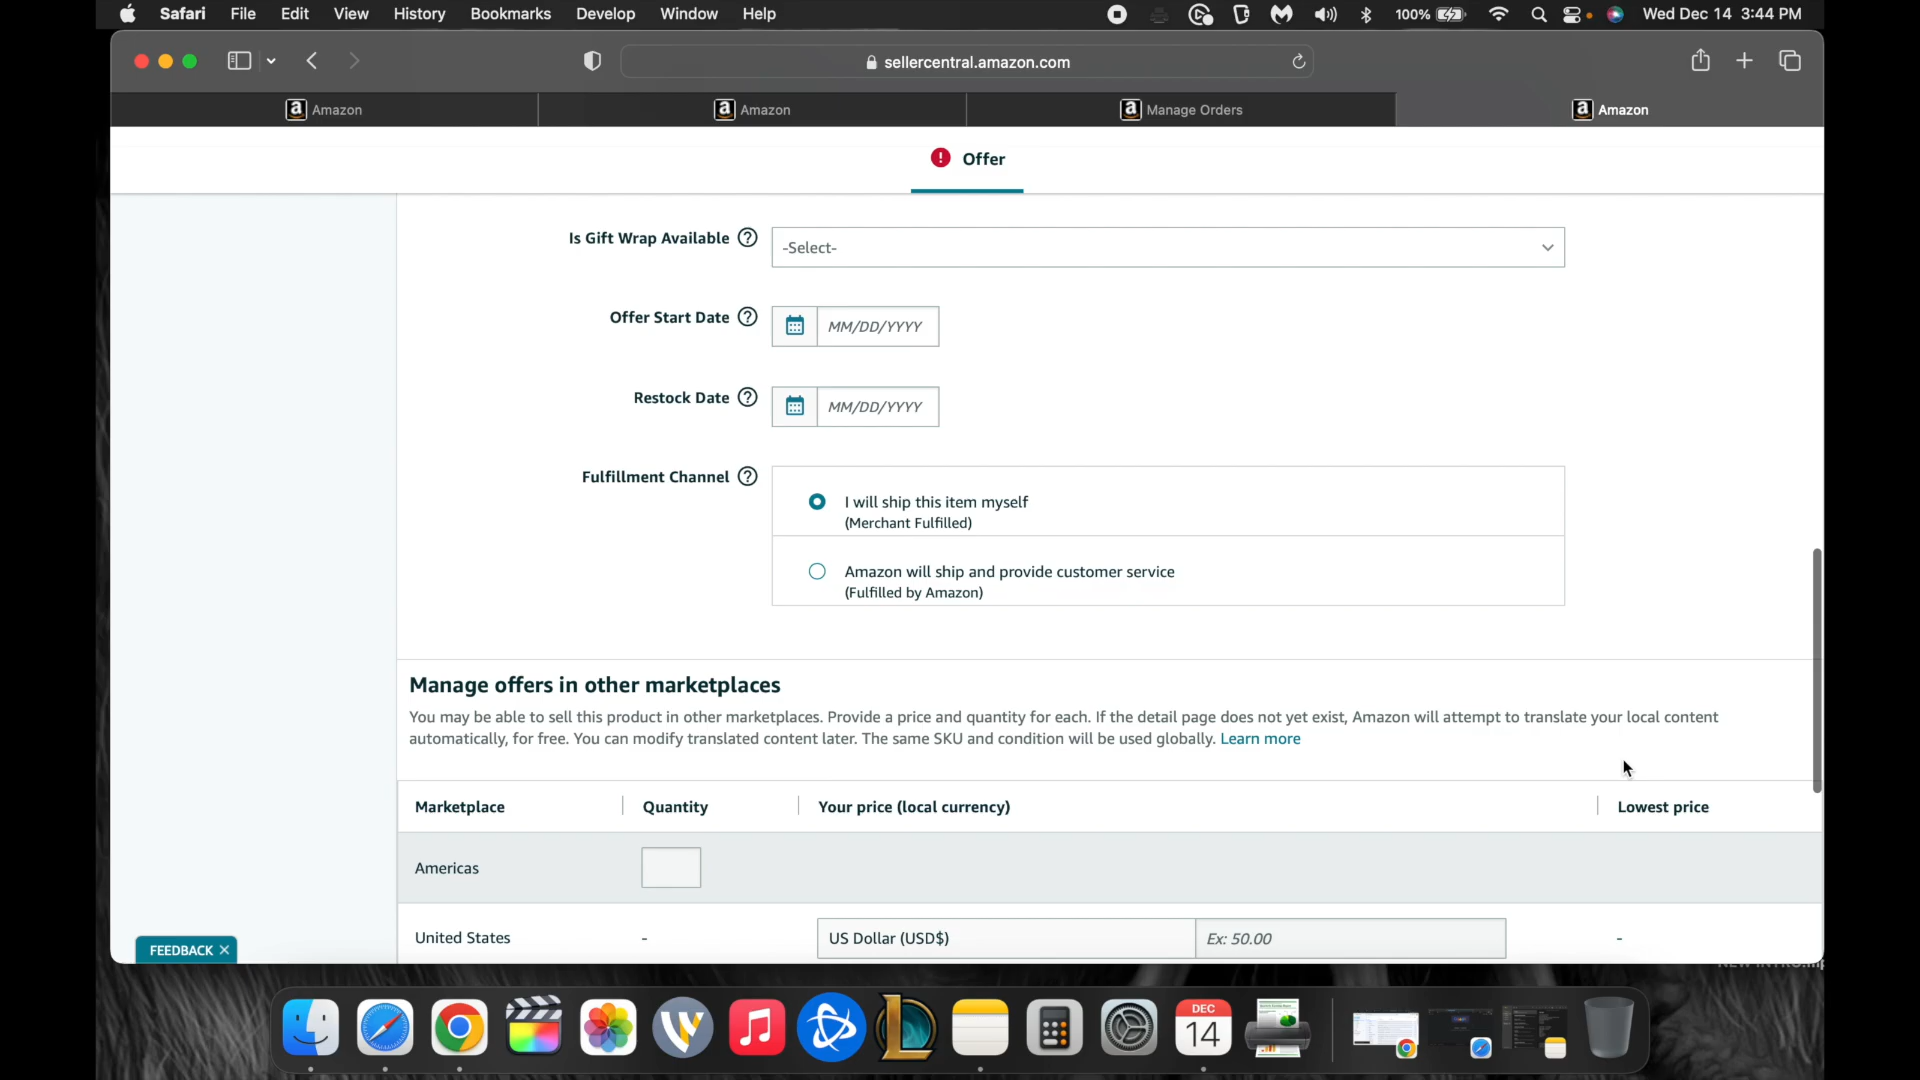 Safari File Edit View History Bookmarks Develop Window Help 100% Wed Dec 14 3:44 PM
sellercentral.amazon.com
a Amazon a Amazon a Manage Orders a Amazon
! Offer
Is Gift Wrap Available ? -Select-
Offer Start Date ? MM/DD/YYYY
Restock Date ? MM/DD/YYYY
Fulfillment Channel ? I will ship this item myself
(Merchant Fulfilled)
Amazon will ship and provide customer service
(Fulfilled by Amazon)
Manage offers in other marketplaces
You may be able to sell this product in other marketplaces. Provide a price and quantity for each. If the detail page does not yet exist, Amazon will attempt to translate your local content
automatically, for free. You can modify translated content later. The same SKU and condition will be used globally. Learn more
Marketplace Quantity Your price (local currency) Lowest price
Americas
United States - US Dollar (USD$) Ex: 50.00 -
FEEDBACK ✕
DEC
14